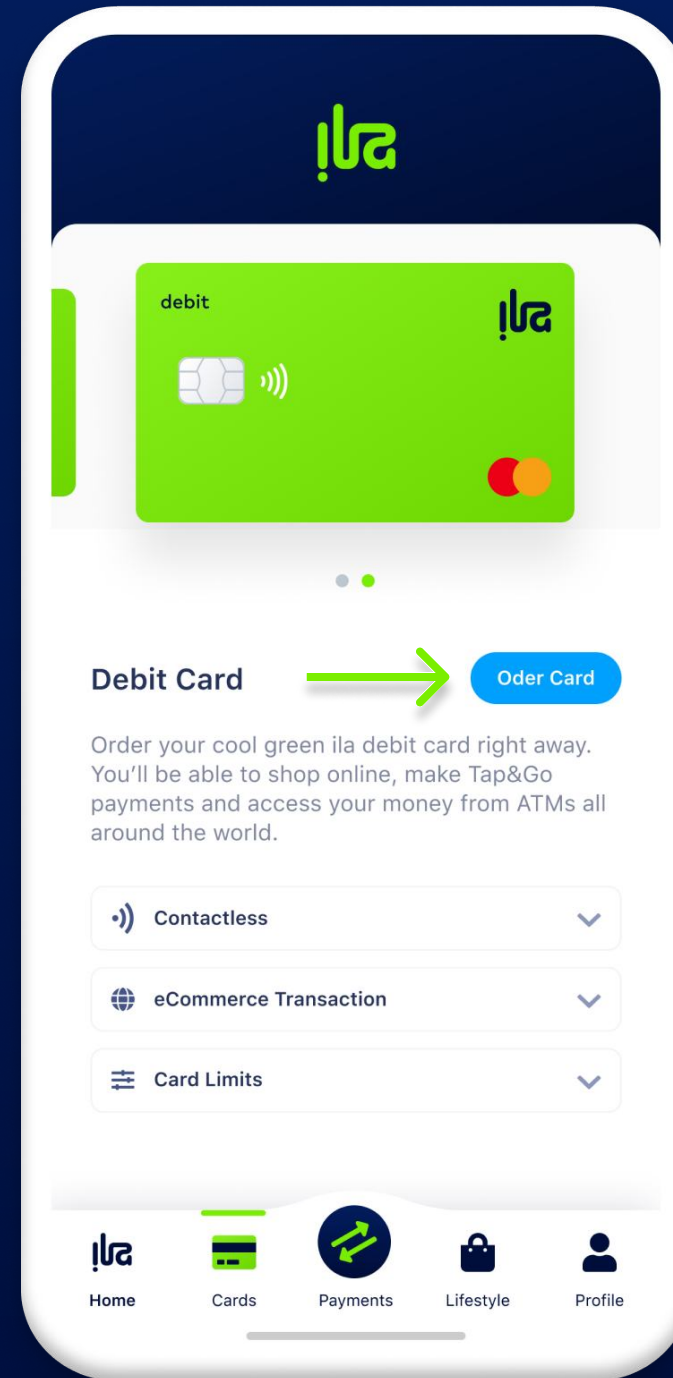 ila
debit
ila
Debit Card
Oder Card
Order your cool green ila debit card right away.
You'll be able to shop online, make Tap&Go
payments and access your money from ATMs all
around the world.
Contactless
eCommerce Transaction
Card Limits
ila
Home
Cards
Payments
Lifestyle
Profile